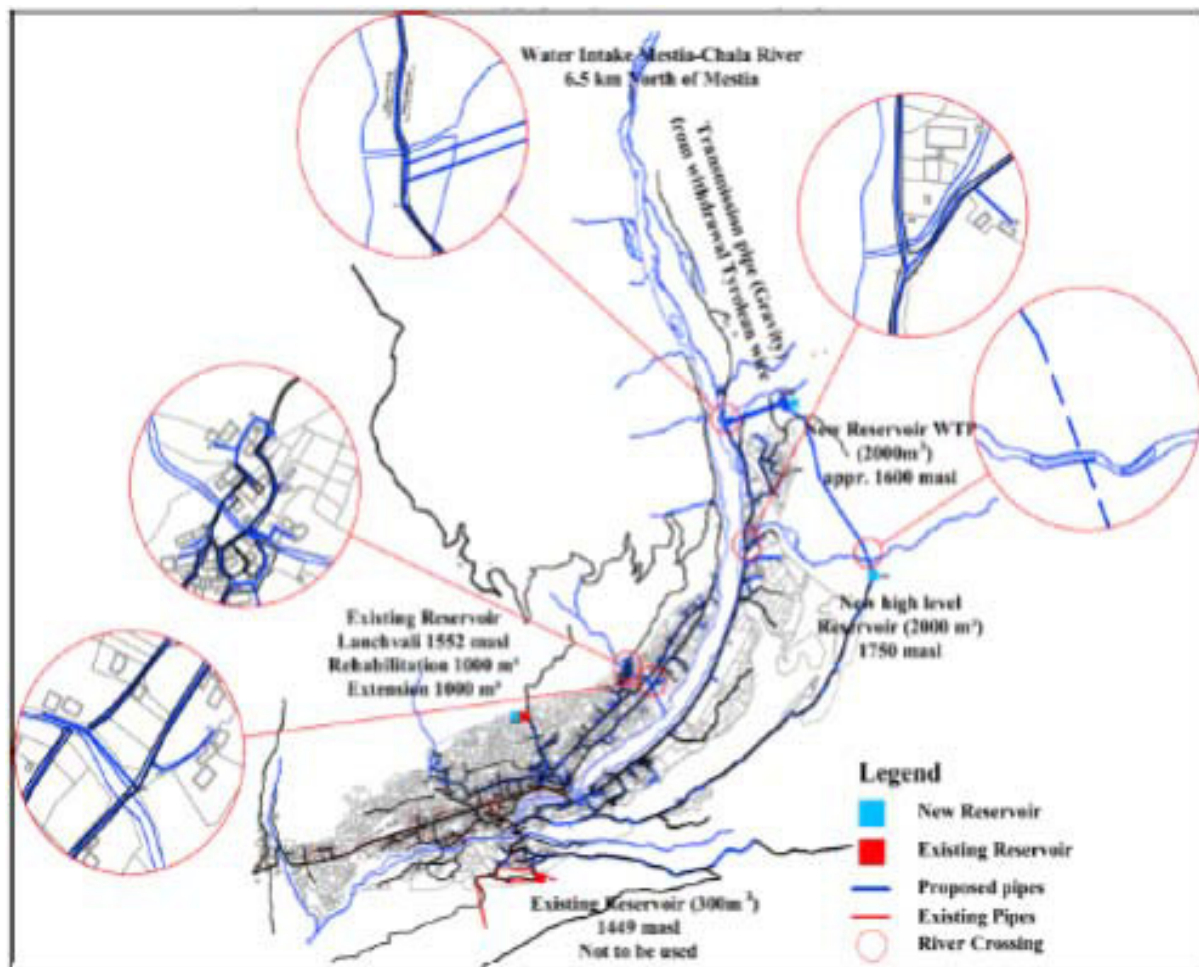 Water Intake Mestia-Chala River
6.5 km North of Mestia
Transmission pipe (Gravity)
from withdrawal Tyrolean wire
New Reservoir WTP
(2000m³)
appr. 1600 masl
New high level
Reservoir (2000 m³)
1750 masl
Existing Reservoir
Lanchvali 1552 masl
Rehabilitation 1000 m³
Extension 1000 m³
Existing Reservoir (300m³)
1449 masl
Not to be used
Legend
New Reservoir
Existing Reservoir
Proposed pipes
Existing Pipes
River Crossing